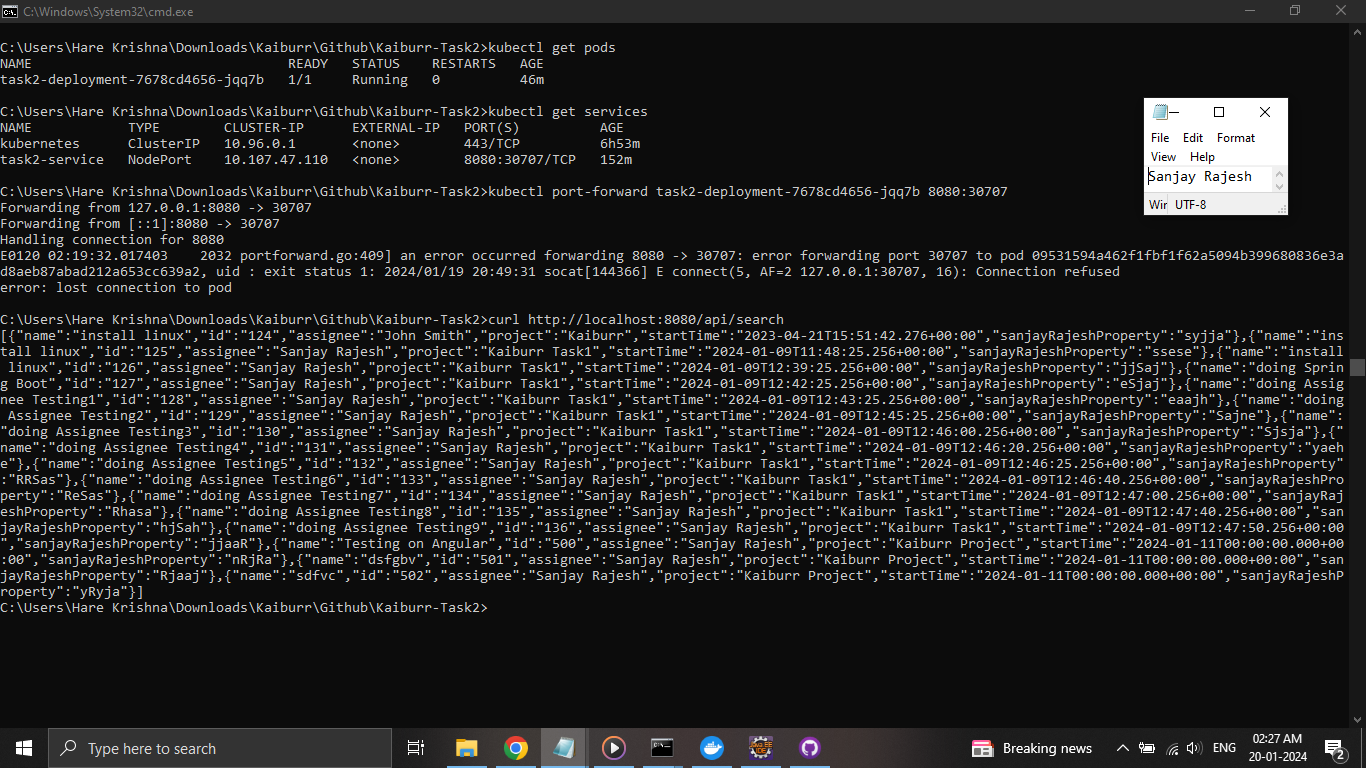 C:\Windows\System32\cmd.exe
C:\Users\Hare Krishna\Downloads\Kaiburr\Github\Kaiburr-Task2>kubectl get pods
NAME READY STATUS RESTARTS AGE
task2-deployment-7678cd4656-jqq7b 1/1 Running 0 46m
C:\Users\Hare Krishna\Downloads\Kaiburr\Github\Kaiburr-Task2>kubectl get services
NAME TYPE CLUSTER-IP EXTERNAL-IP PORT(S) AGE
kubernetes ClusterIP 10.96.0.1 <none> 443/TCP 6h53m
task2-service NodePort 10.107.47.110 <none> 8080:30707/TCP 152m
C:\Users\Hare Krishna\Downloads\Kaiburr\Github\Kaiburr-Task2>kubectl port-forward task2-deployment-7678cd4656-jqq7b 8080:30707
Forwarding from 127.0.0.1:8080 -> 30707
Forwarding from [::1]:8080 -> 30707
Handling connection for 8080
E0120 02:19:32.017403 2032 portforward.go:409] an error occurred forwarding 8080 -> 30707: error forwarding port 30707 to pod 09531594a462f1fbf1f62a5094b399680836e3a
d8aeb87abad212a653cc639a2, uid : exit status 1: 2024/01/19 20:49:31 socat[144366] E connect(5, AF=2 127.0.0.1:30707, 16): Connection refused
error: lost connection to pod
C:\Users\Hare Krishna\Downloads\Kaiburr\Github\Kaiburr-Task2>curl http://localhost:8080/api/search
[{"name":"install linux","id":"124","assignee":"John Smith","project":"Kaiburr","startTime":"2023-04-21T15:51:42.276+00:00","sanjayRajeshProperty":"syjja"},{"name":"ins
tall linux","id":"125","assignee":"Sanjay Rajesh","project":"Kaiburr Task1","startTime":"2024-01-09T11:48:25.256+00:00","sanjayRajeshProperty":"ssese"},{"name":"install
 linux","id":"126","assignee":"Sanjay Rajesh","project":"Kaiburr Task1","startTime":"2024-01-09T12:39:25.256+00:00","sanjayRajeshProperty":"jjSaj"},{"name":"doing Sprin
g Boot","id":"127","assignee":"Sanjay Rajesh","project":"Kaiburr Task1","startTime":"2024-01-09T12:42:25.256+00:00","sanjayRajeshProperty":"eSjaj"},{"name":"doing Assig
nee Testing1","id":"128","assignee":"Sanjay Rajesh","project":"Kaiburr Task1","startTime":"2024-01-09T12:43:25.256+00:00","sanjayRajeshProperty":"eaajh"},{"name":"doing
 Assignee Testing2","id":"129","assignee":"Sanjay Rajesh","project":"Kaiburr Task1","startTime":"2024-01-09T12:45:25.256+00:00","sanjayRajeshProperty":"Sajne"},{"name":
"doing Assignee Testing3","id":"130","assignee":"Sanjay Rajesh","project":"Kaiburr Task1","startTime":"2024-01-09T12:46:00.256+00:00","sanjayRajeshProperty":"Sjsja"},{"
name":"doing Assignee Testing4","id":"131","assignee":"Sanjay Rajesh","project":"Kaiburr Task1","startTime":"2024-01-09T12:46:20.256+00:00","sanjayRajeshProperty":"yaeh
e"},{"name":"doing Assignee Testing5","id":"132","assignee":"Sanjay Rajesh","project":"Kaiburr Task1","startTime":"2024-01-09T12:46:25.256+00:00","sanjayRajeshProperty"
:"RRSas"},{"name":"doing Assignee Testing6","id":"133","assignee":"Sanjay Rajesh","project":"Kaiburr Task1","startTime":"2024-01-09T12:46:40.256+00:00","sanjayRajeshPro
perty":"ReSas"},{"name":"doing Assignee Testing7","id":"134","assignee":"Sanjay Rajesh","project":"Kaiburr Task1","startTime":"2024-01-09T12:47:00.256+00:00","sanjayRaj
eshProperty":"Rhasa"},{"name":"doing Assignee Testing8","id":"135","assignee":"Sanjay Rajesh","project":"Kaiburr Task1","startTime":"2024-01-09T12:47:40.256+00:00","san
jayRajeshProperty":"hjSah"},{"name":"doing Assignee Testing9","id":"136","assignee":"Sanjay Rajesh","project":"Kaiburr Task1","startTime":"2024-01-09T12:47:50.256+00:00"
,"sanjayRajeshProperty":"jjaaR"},{"name":"Testing on Angular","id":"500","assignee":"Sanjay Rajesh","project":"Kaiburr Project","startTime":"2024-01-11T00:00:00.000+00
:00","sanjayRajeshProperty":"nRjRa"},{"name":"dsfgbv","id":"501","assignee":"Sanjay Rajesh","project":"Kaiburr Project","startTime":"2024-01-11T00:00:00.000+00:00","san
jayRajeshProperty":"Rjaaj"},{"name":"sdfvc","id":"502","assignee":"Sanjay Rajesh","project":"Kaiburr Project","startTime":"2024-01-11T00:00:00.000+00:00","sanjayRajeshP
roperty":"yRyja"}]
C:\Users\Hare Krishna\Downloads\Kaiburr\Github\Kaiburr-Task2>
File Edit Format
View Help
Sanjay Rajesh
Wir UTF-8
Type here to search
Java EE
IDE
Breaking news
ENG
02:27 AM
20-01-2024
2